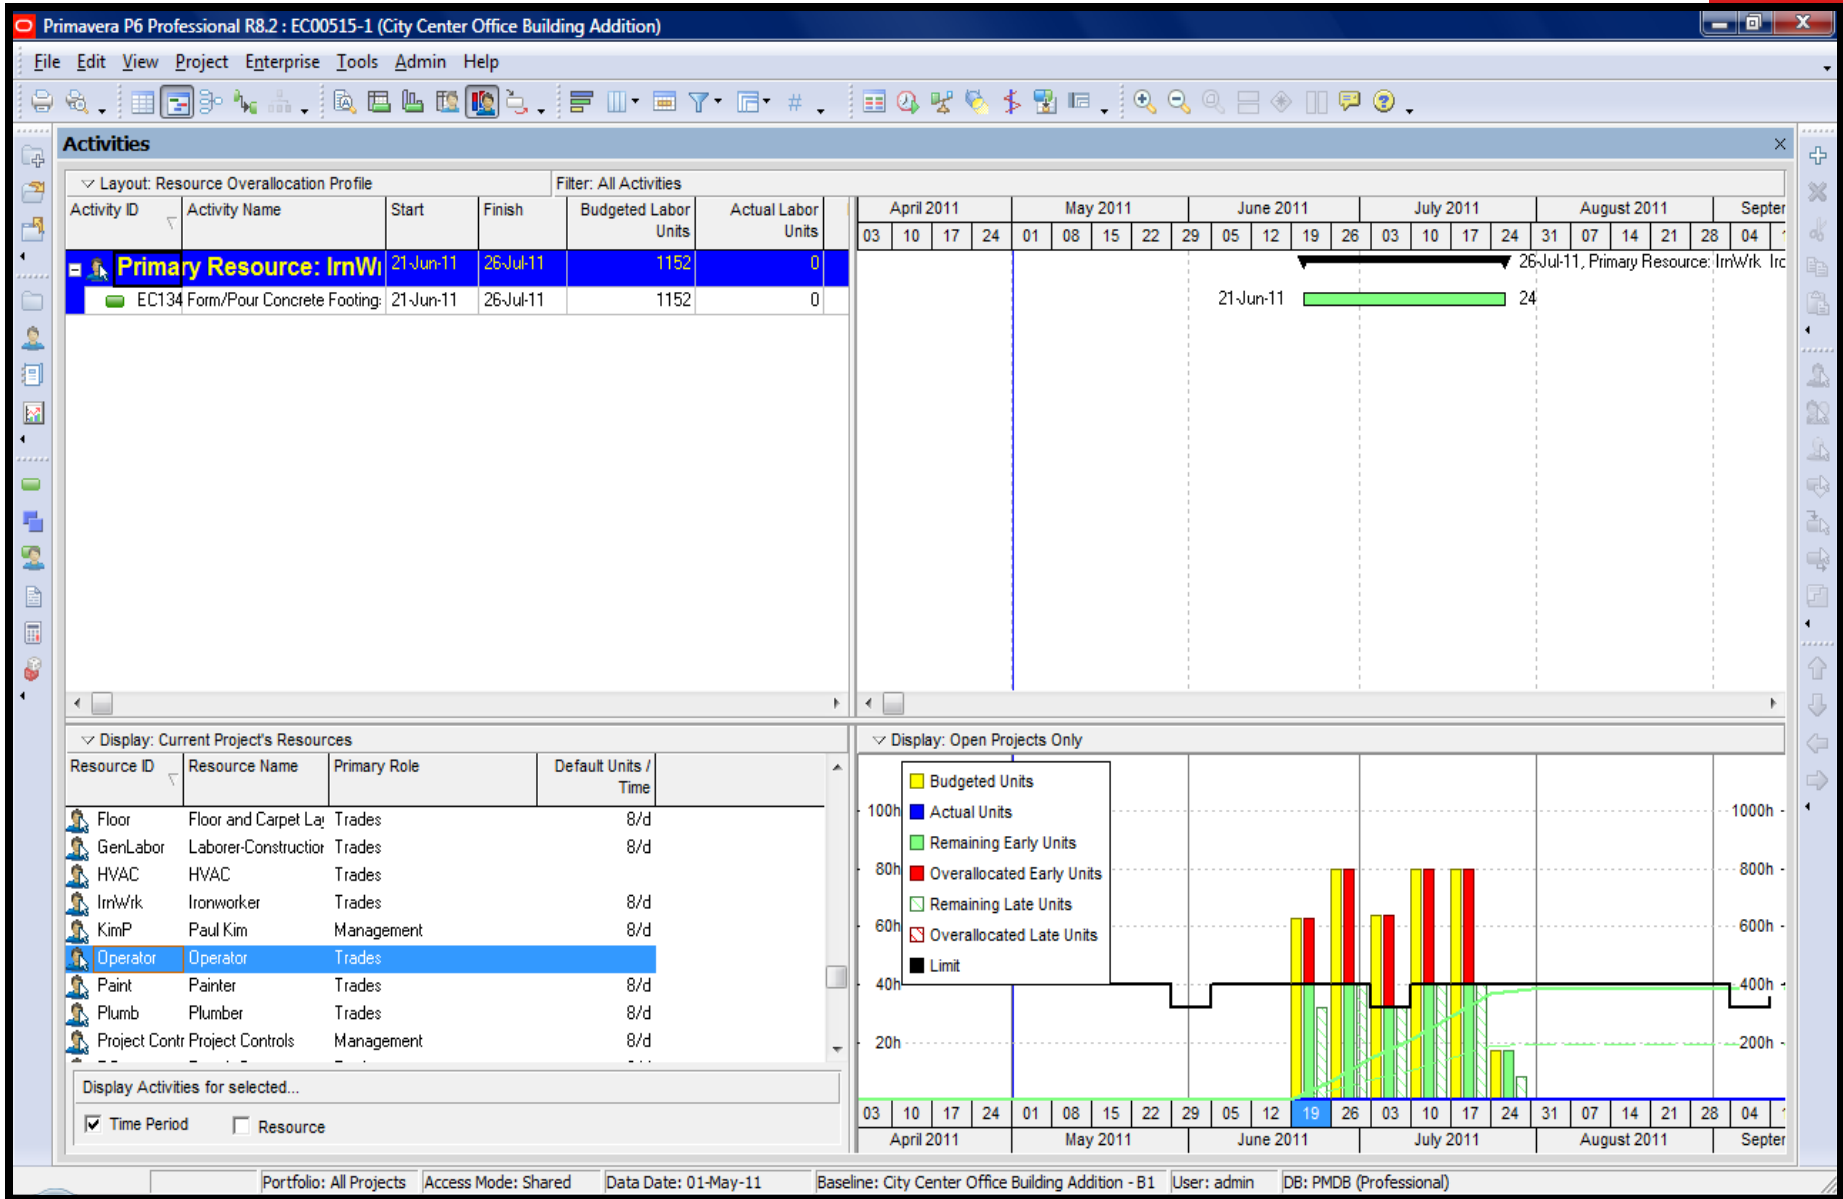 Primavera P6 Professional R8.2 : EC00515-1 (City Center Office Building Addition)
File Edit View Project Enterprise Tools Admin Help
Activities
Layout: Resource Overallocation Profile Filter: All Activities
Activity ID Activity Name Start Finish Budgeted Labor Units Actual Labor Units
April 2011 May 2011 June 2011 July 2011 August 2011 Septer
03 10 17 24 01 08 15 22 29 05 12 19 26 03 10 17 24 31 07 14 21 28 04
Primary Resource: IrnW 21-Jun-11 26-Jul-11 1152 0
26-Jul-11, Primary Resource: IrnWrk Irc
EC134 Form/Pour Concrete Footing: 21-Jun-11 26-Jul-11 1152 0
21-Jun-11 24
Display: Current Project's Resources
Resource ID Resource Name Primary Role Default Units / Time
Floor Floor and Carpet La Trades 8/d
GenLabor Laborer-Construction Trades 8/d
HVAC HVAC Trades
IrnWrk Ironworker Trades 8/d
KimP Paul Kim Management 8/d
Operator Operator Trades
Paint Painter Trades 8/d
Plumb Plumber Trades 8/d
Project Contr Project Controls Management 8/d
Display Activities for selected...
Time Period Resource
Display: Open Projects Only
Budgeted Units
Actual Units
Remaining Early Units
Overallocated Early Units
Remaining Late Units
Overallocated Late Units
Limit
100h 1000h
80h 800h
60h 600h
40h 400h
20h 200h
03 10 17 24 01 08 15 22 29 05 12 19 26 03 10 17 24 31 07 14 21 28 04
April 2011 May 2011 June 2011 July 2011 August 2011 Septer
Portfolio: All Projects Access Mode: Shared Data Date: 01-May-11 Baseline: City Center Office Building Addition - B1 User: admin DB: PMDB (Professional)